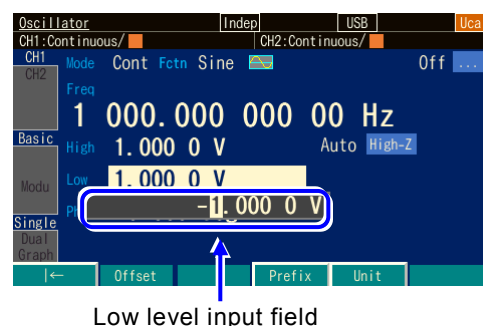 Oscillator Indep USB Uca
CH1:Continuous/ CH2:Continuous/
CH1 Mode Cont Fctn Sine Off ...
CH2
Freq
1 000.000 000 00 Hz
Basic High 1.000 0 V Auto High-Z
Modu Low 1.000 0 V
-1.000 0 V
Single
Dual
Graph
|← Offset Prefix Unit
Low level input field